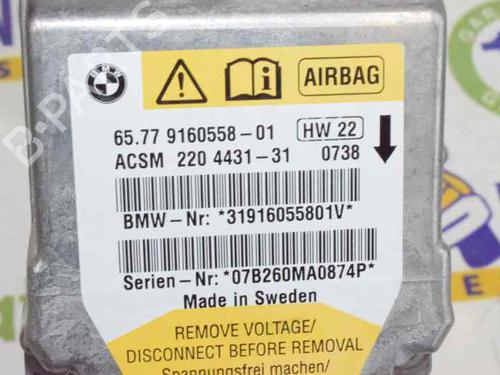 BMW
AIRBAG
65.77 9160558-01 HW 22
ACSM 220 4431-31 0738
BMW-Nr: *31916055801V*
Serien-Nr: *07B260MA0874P*
Made in Sweden
REMOVE VOLTAGE/
DISCONNECT BEFORE REMOVAL
Spannungsfrei machen/
B-PARTS